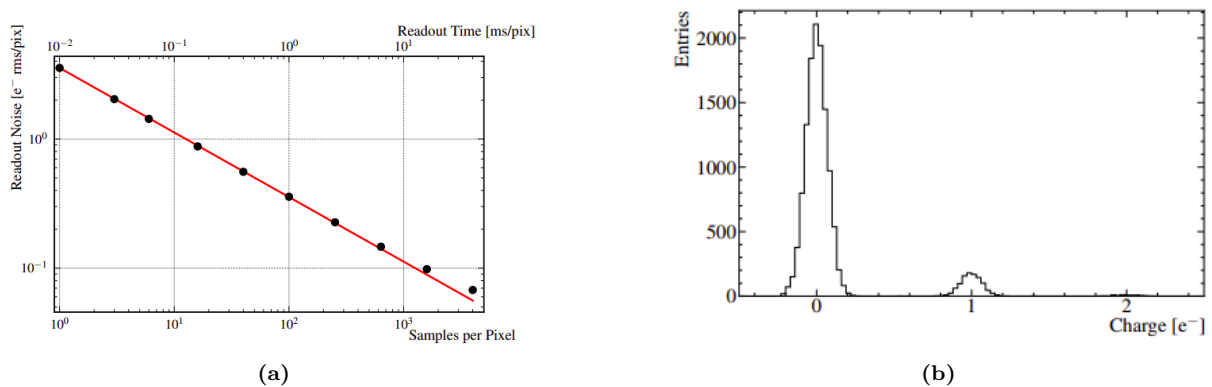 Readout Time [ms/pix]
10⁻² 10⁻¹ 10⁰ 10¹
Readout Noise [e⁻ rms/pix]
10⁰
10⁻¹
10⁰ 10¹ 10² 10³
Samples per Pixel
(a)
Entries
2000
1500
1000
500
0
0 1 2
Charge [e⁻]
(b)